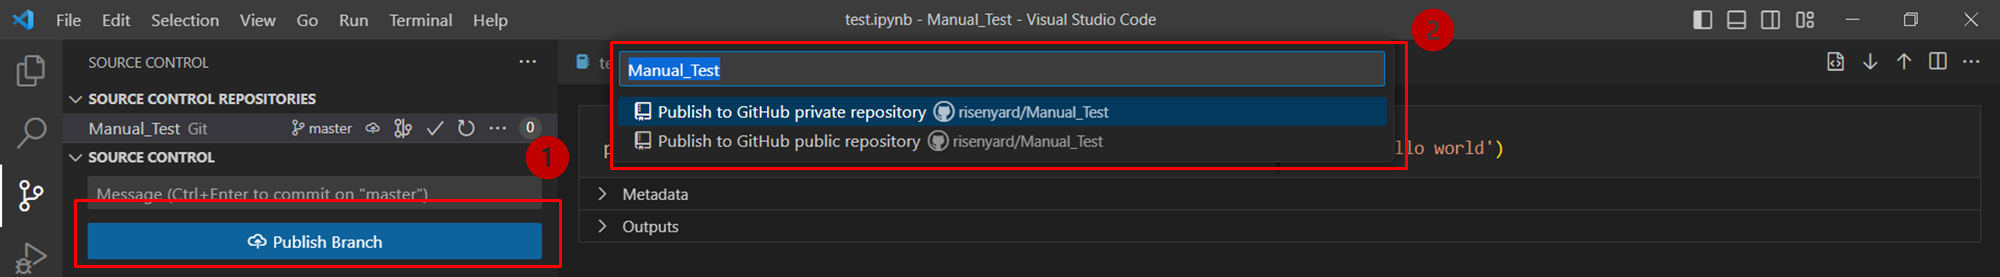 File Edit Selection View Go Run Terminal Help
test.ipynb - Manual_Test - Visual Studio Code
2
SOURCE CONTROL
te
Manual_Test
SOURCE CONTROL REPOSITORIES
Publish to GitHub private repository risenyard/Manual_Test
Manual_Test Git master 0
Publish to GitHub public repository risenyard/Manual_Test
p llo world')
1
SOURCE CONTROL
Message (Ctrl+Enter to commit on "master")
Metadata
Outputs
Publish Branch